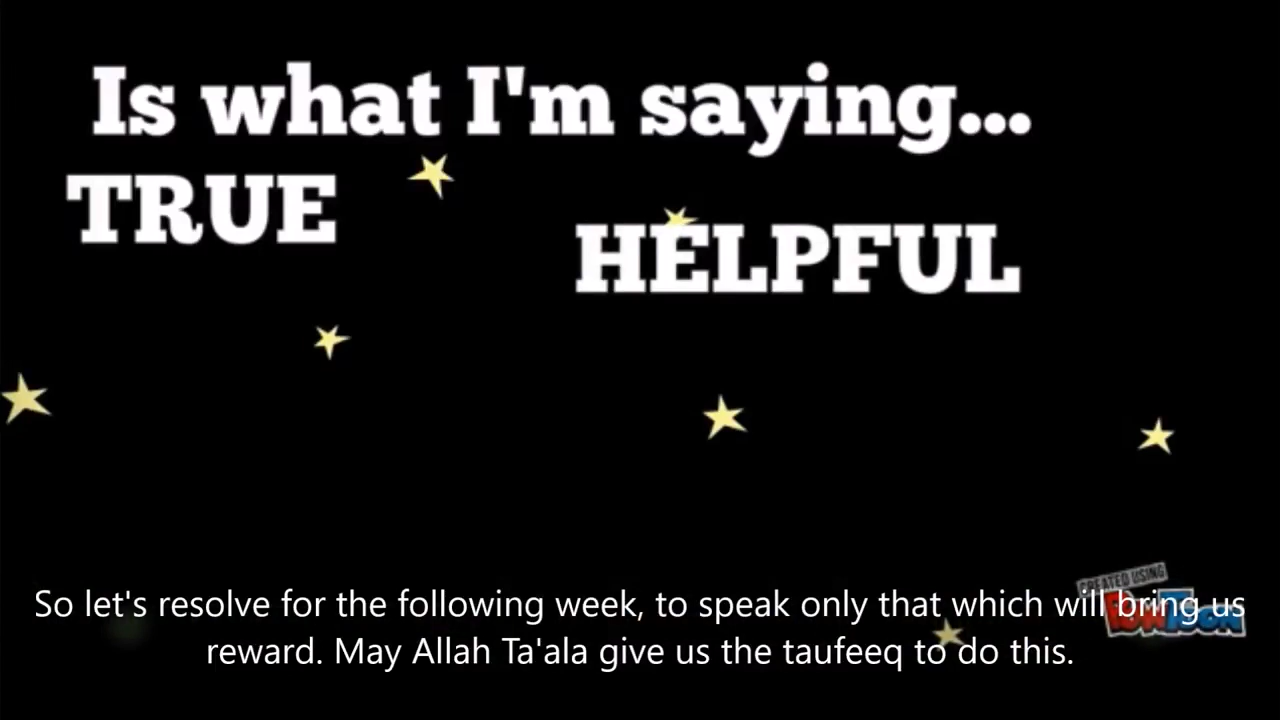 Is what I'm saying...
TRUE
HELPFUL
CREATED USING
POWTOON
So let's resolve for the following week, to speak only that which will bring us
reward. May Allah Ta'ala give us the taufeeq to do this.